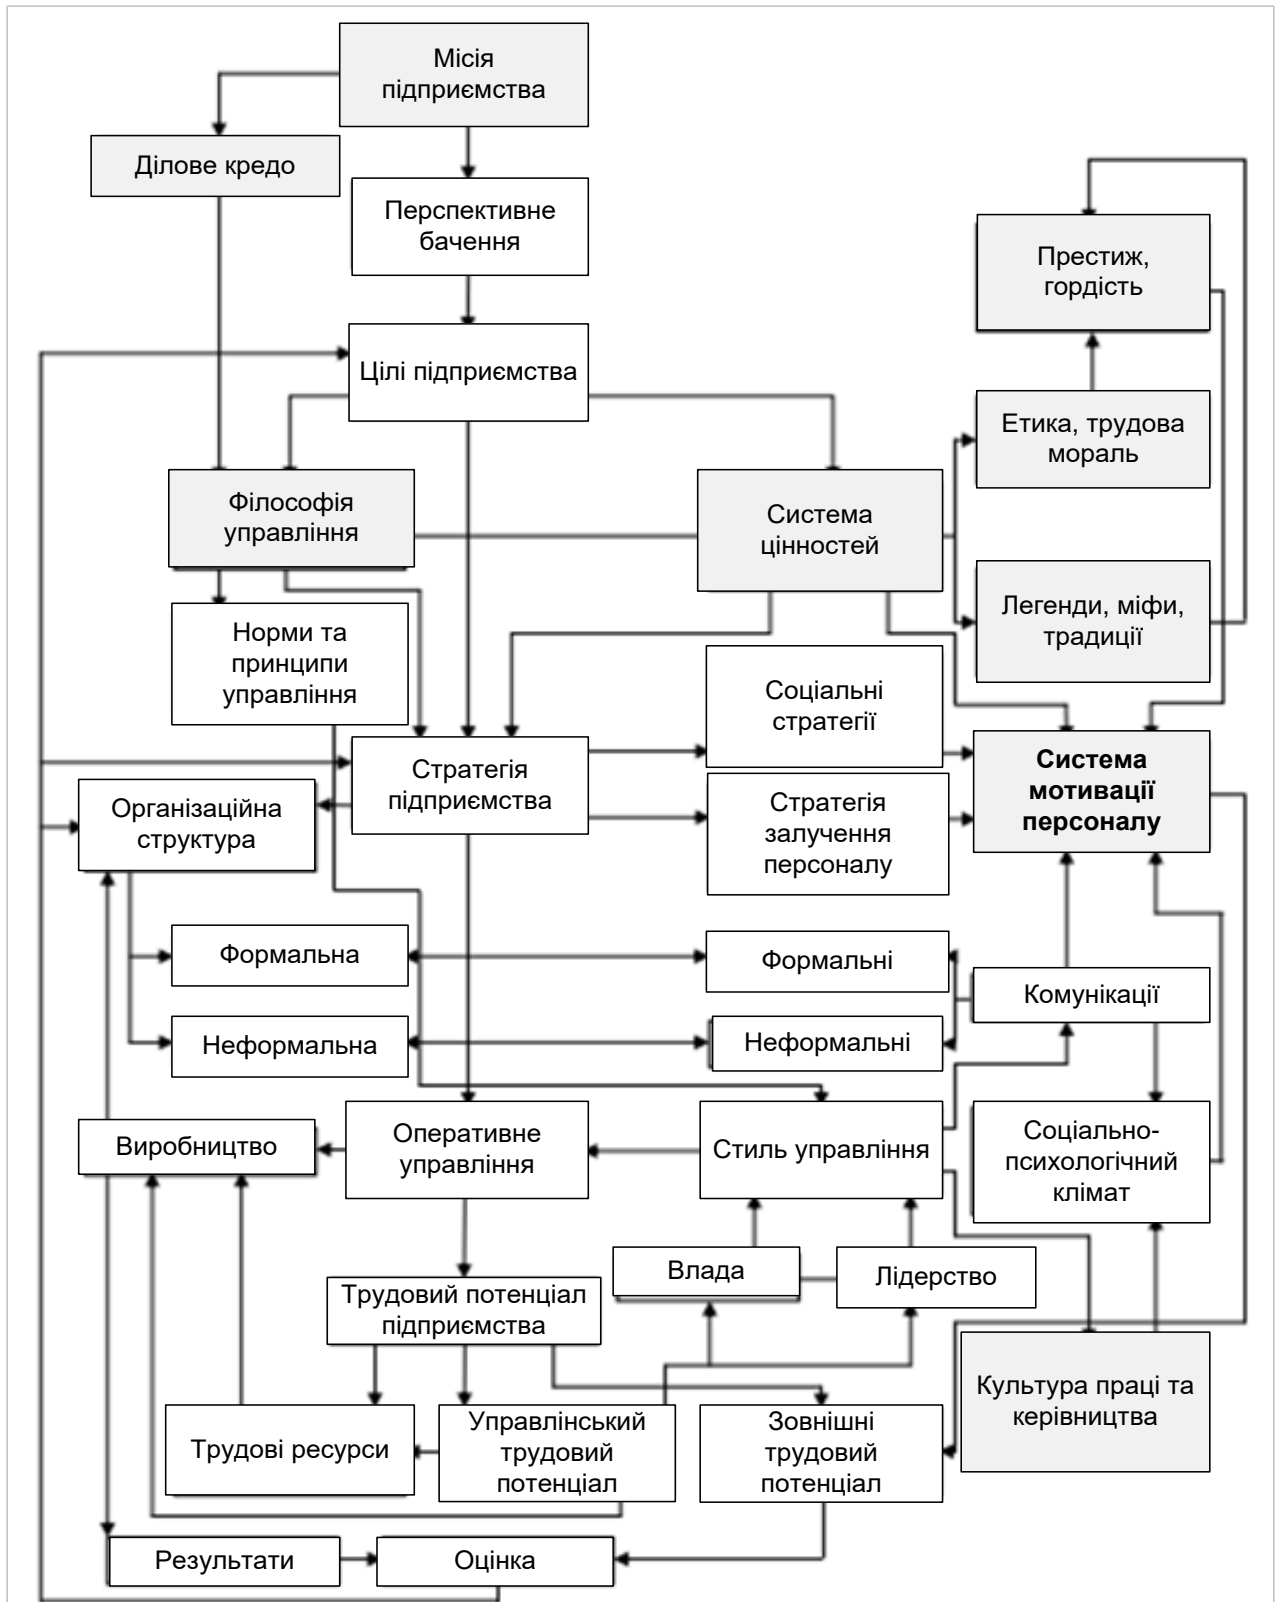 Місія
підприємства
Ділове кредо
Перспективне
бачення
Престиж,
гордість
Цілі підприємства
Етика, трудова
мораль
Філософія
управління
Система
цінностей
Легенди, міфи,
традиції
Норми та
принципи
управління
Соціальні
стратегії
Стратегія
підприємства
Система
мотивації
персоналу
Організаційна
структура
Стратегія
залучення
персоналу
Формальна
Формальні
Комунікації
Неформальна
Неформальні
Виробництво
Оперативне
управління
Стиль управління
Соціально-
психологічний
клімат
Влада
Лідерство
Трудовий потенціал
підприємства
Культура праці та
керівництва
Трудові ресурси
Управлінський
трудовий
потенціал
Зовнішні
трудовий
потенціал
Результати
Оцінка